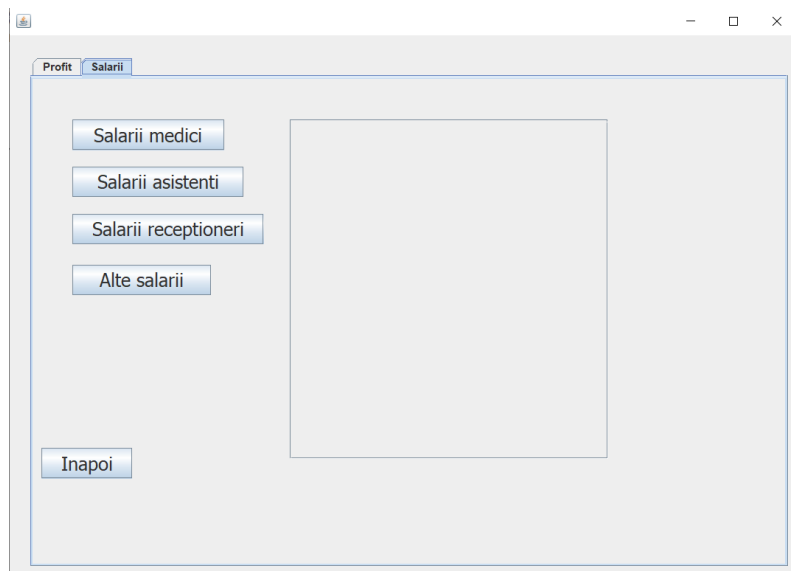 Profit Salarii
Salarii medici
Salarii asistenti
Salarii receptioneri
Alte salarii
Inapoi